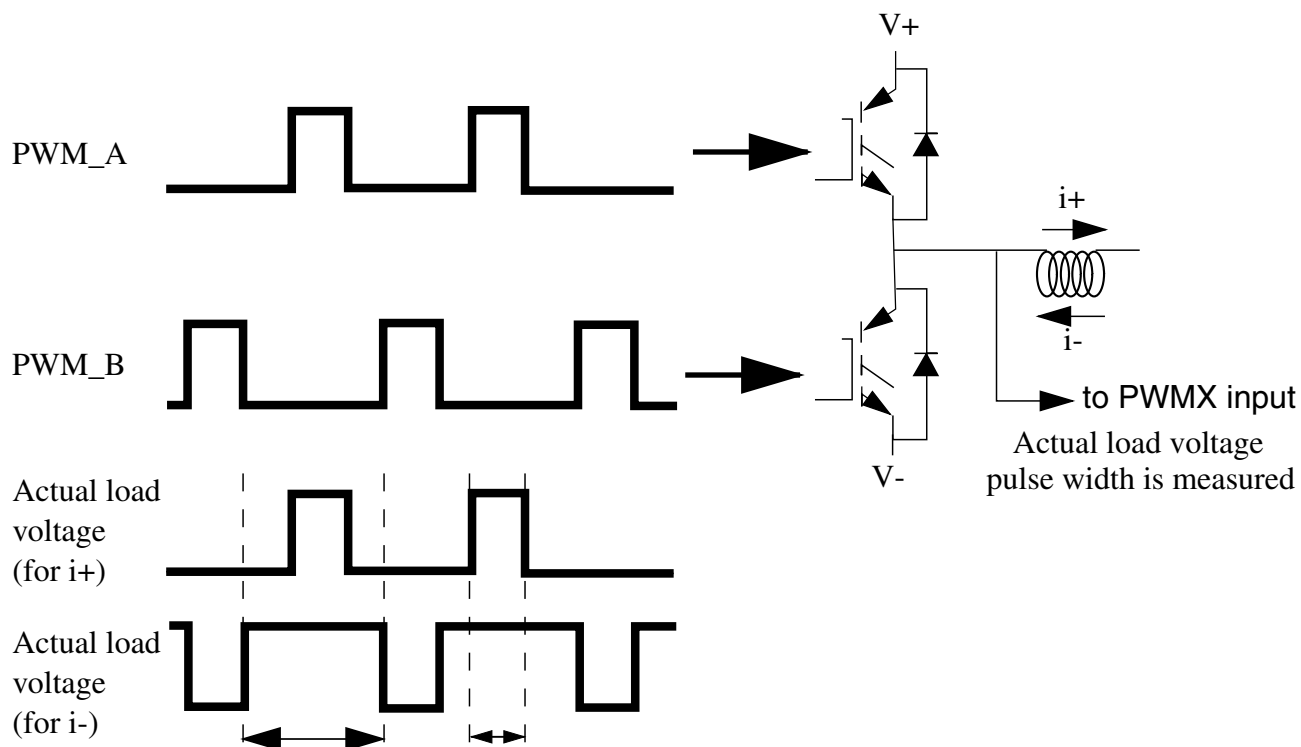 V+
PWM_A
i+
PWM_B
i-
to PWMX input
Actual load voltage
pulse width is measured
V-
Actual load
voltage
(for i+)
Actual load
voltage
(for i-)